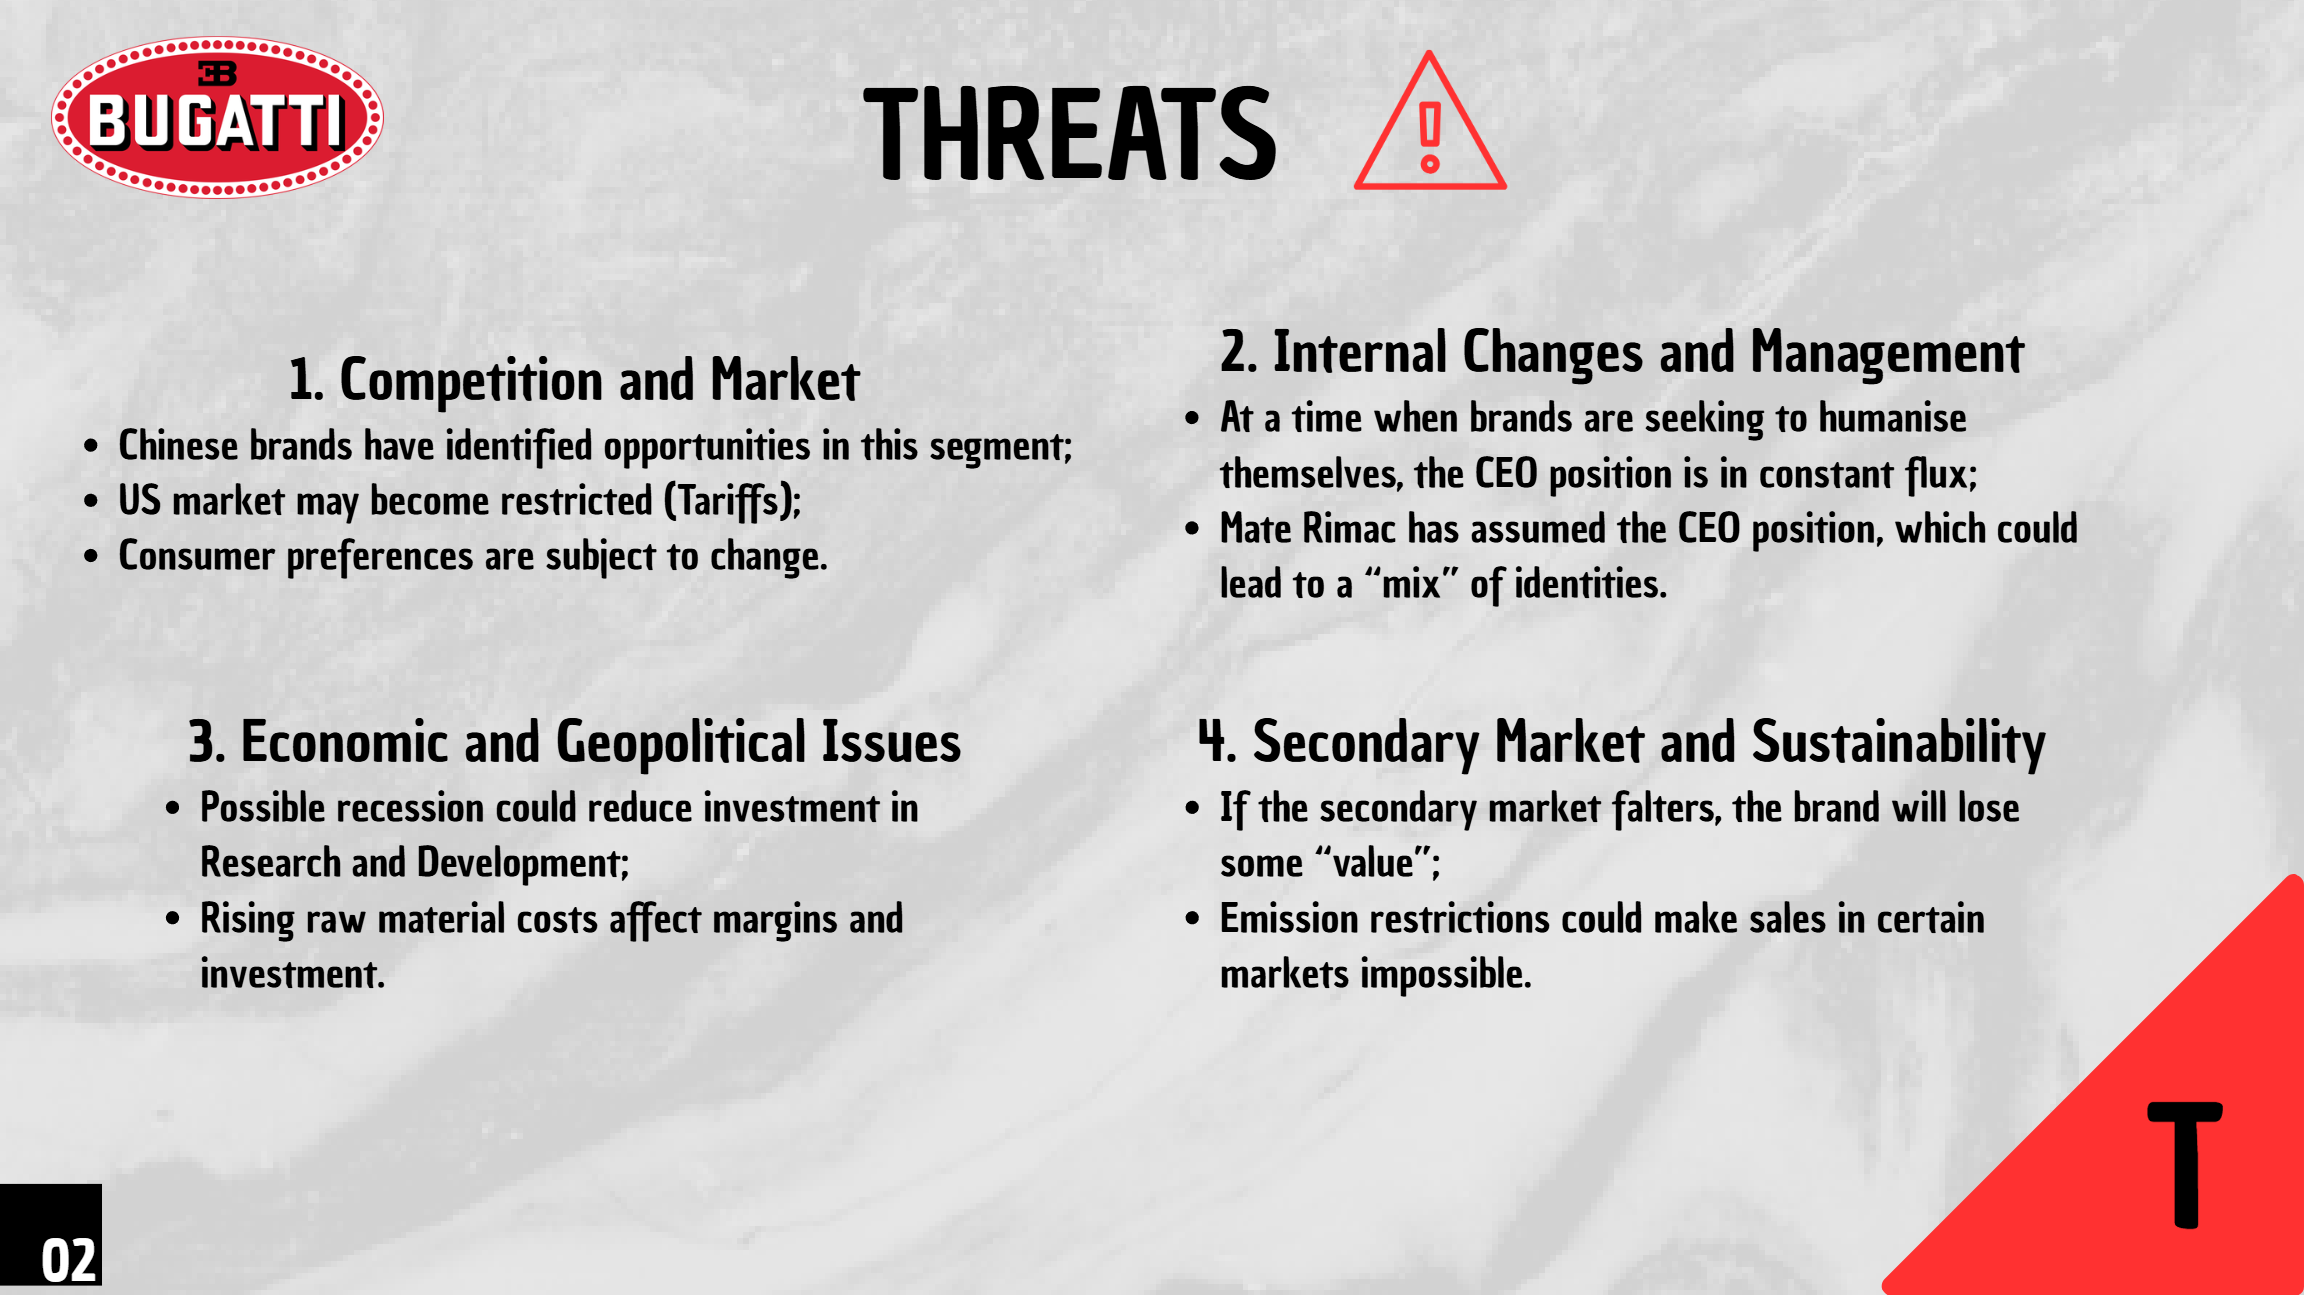 EB
BUGATTI
THREATS
1. Competition and Market
• Chinese brands have identified opportunities in this segment;
• US market may become restricted (Tariffs);
• Consumer preferences are subject to change.
2. Internal Changes and Management
• At a time when brands are seeking to humanise
themselves, the CEO position is in constant flux;
• Mate Rimac has assumed the CEO position, which could
lead to a “mix” of identities.
3. Economic and Geopolitical Issues
• Possible recession could reduce investment in
Research and Development;
• Rising raw material costs affect margins and
investment.
4. Secondary Market and Sustainability
• If the secondary market falters, the brand will lose
some “value”;
• Emission restrictions could make sales in certain
markets impossible.
T
02